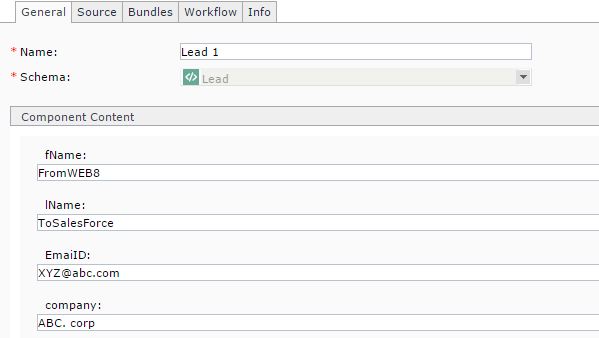 General Source Bundles Workflow Info
* Name: Lead 1
* Schema: Lead
Component Content
fName:
FromWEB8
lName:
ToSalesForce
EmaiID:
XYZ@abc.com
company:
ABC. corp